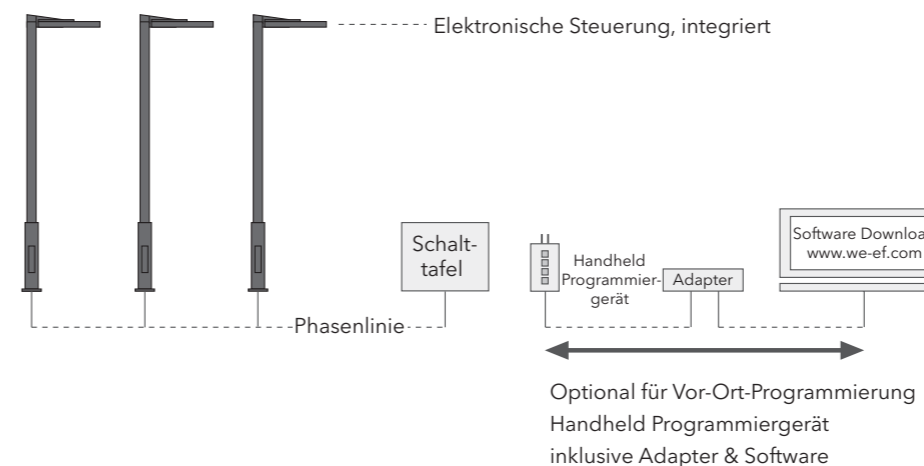 Elektronische Steuerung, integriert
Schalt-
tafel
Phasenlinie
Handheld
Programmier-
gerät
Adapter
Software Downloa
www.we-ef.com
Optional für Vor-Ort-Programmierung
Handheld Programmiergerät
inklusive Adapter & Software